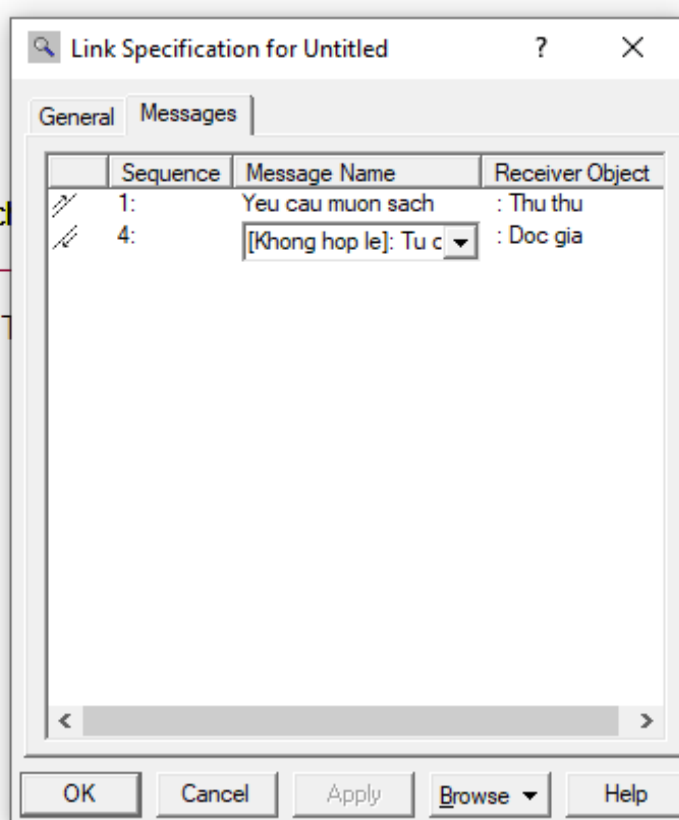 Link Specification for Untitled ?
General Messages
Sequence Message Name Receiver Object
1: Yeu cau muon sach : Thu thu
4: [Khong hop le]: Tu c : Doc gia
OK Cancel Apply Browse Help